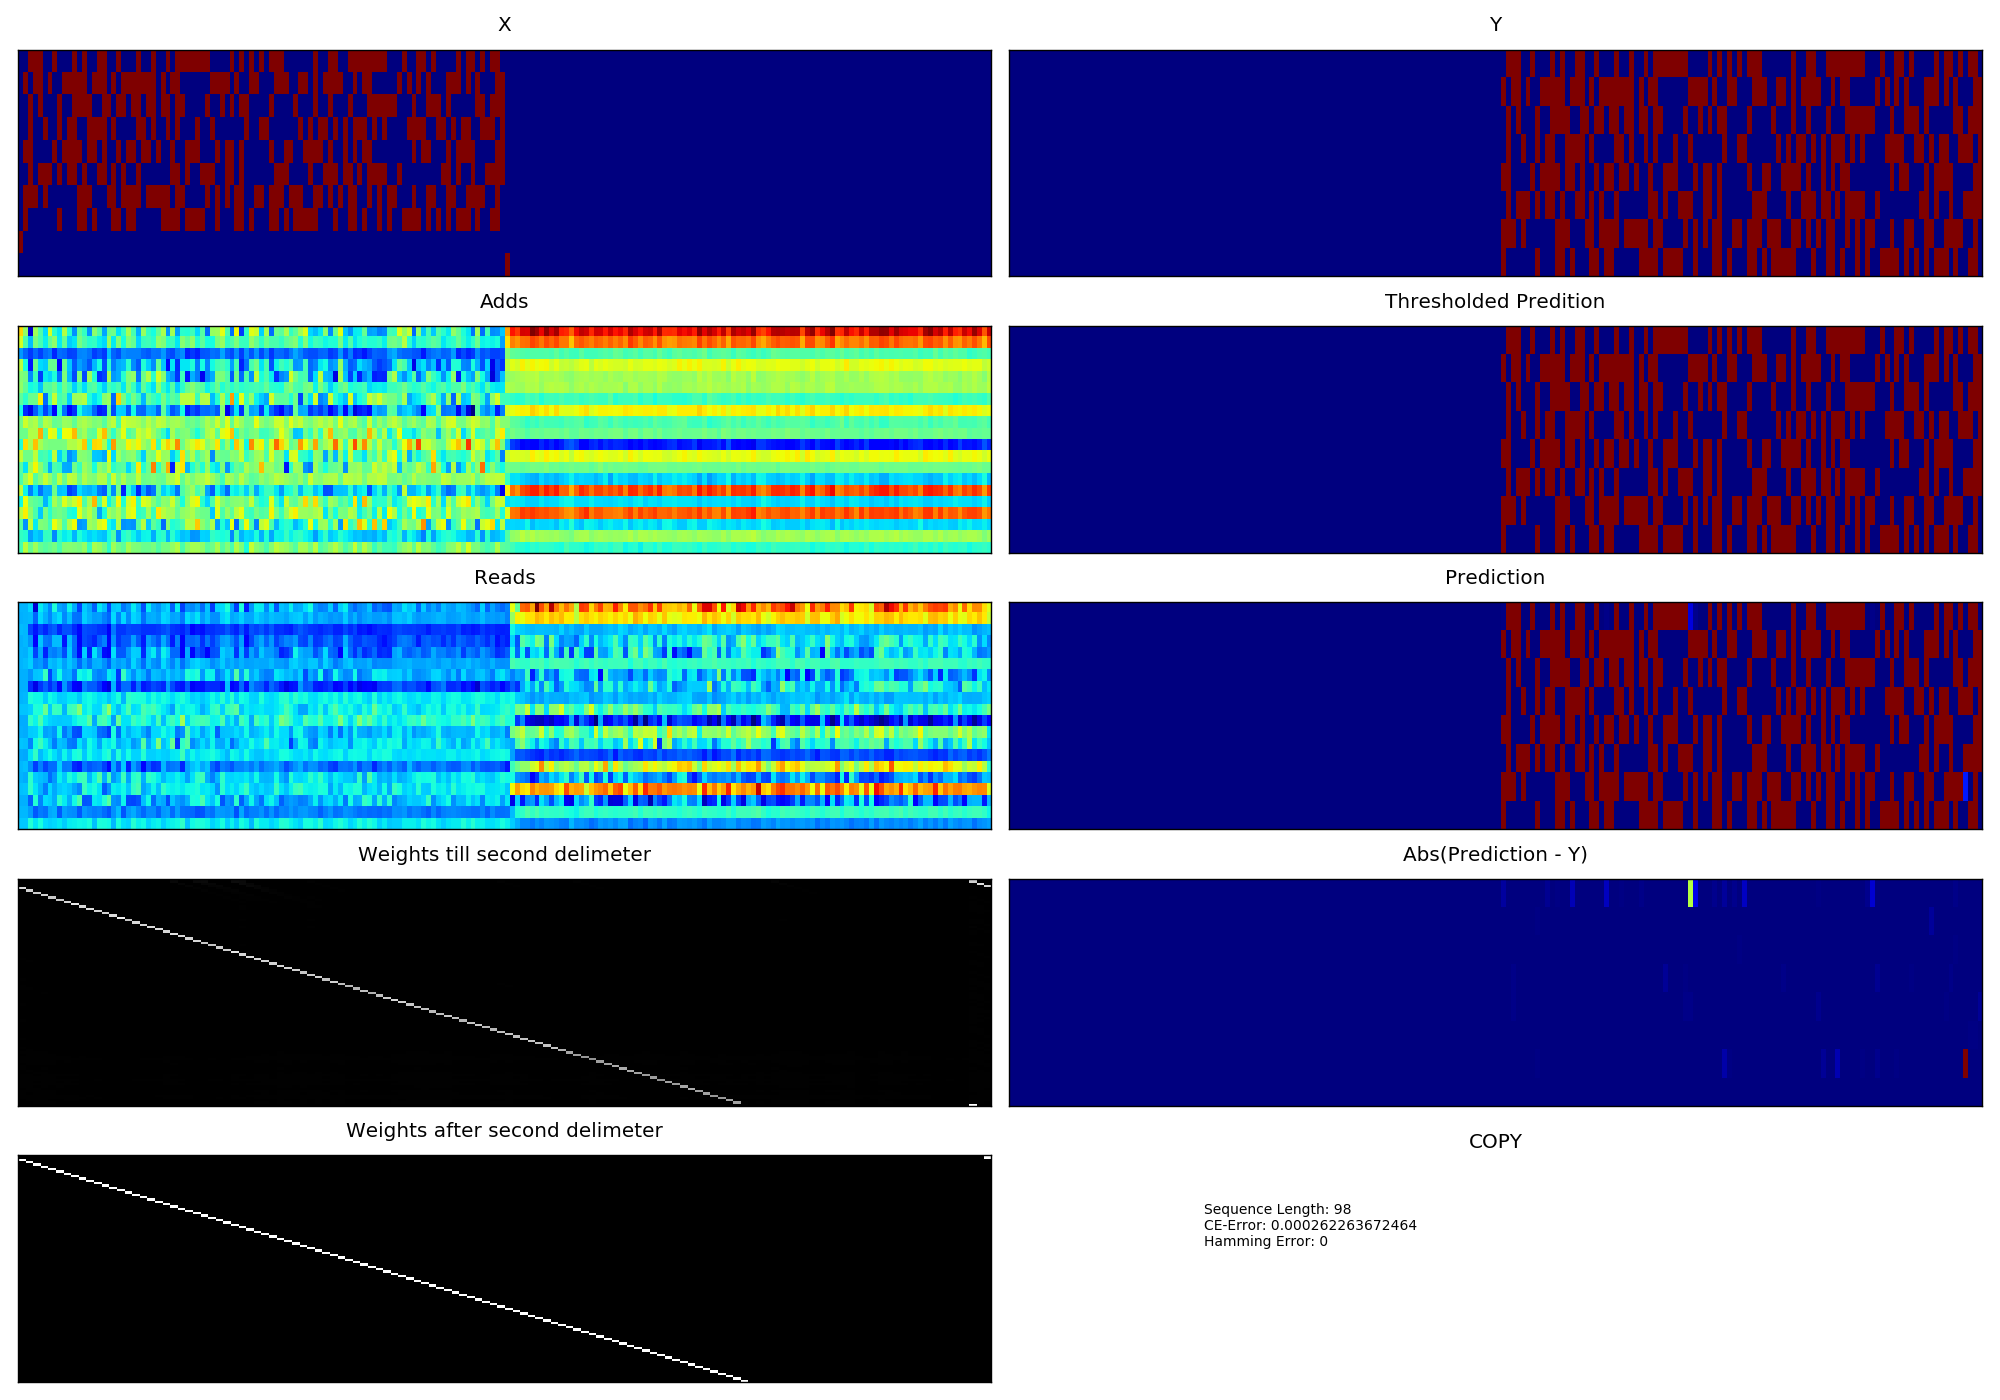 X
Y
Adds
Thresholded Predition
Reads
Prediction
Weights till second delimeter
Abs(Prediction - Y)
Weights after second delimeter
COPY
Sequence Length: 98
CE-Error: 0.000262263672464
Hamming Error: 0